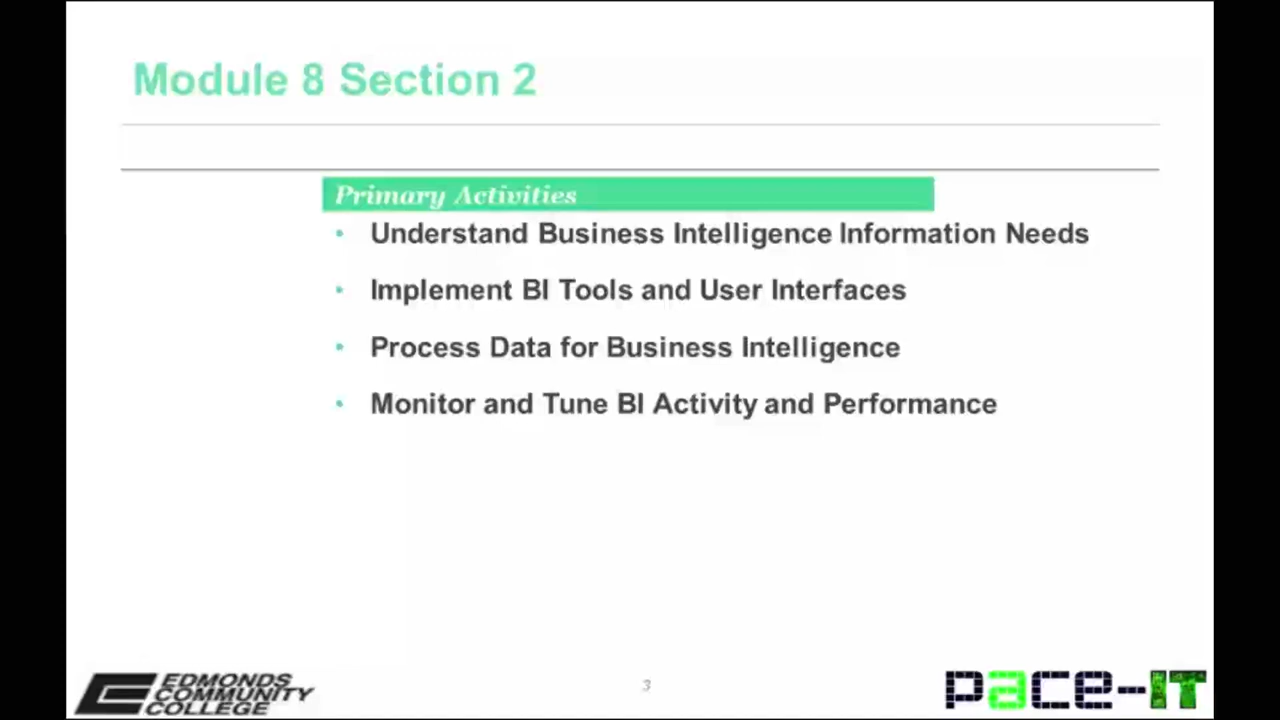 Module 8 Section 2
Primary Activities
• Understand Business Intelligence Information Needs
• Implement BI Tools and User Interfaces
• Process Data for Business Intelligence
• Monitor and Tune BI Activity and Performance
EDMONDS
COMMUNITY
COLLEGE
3
pace-IT